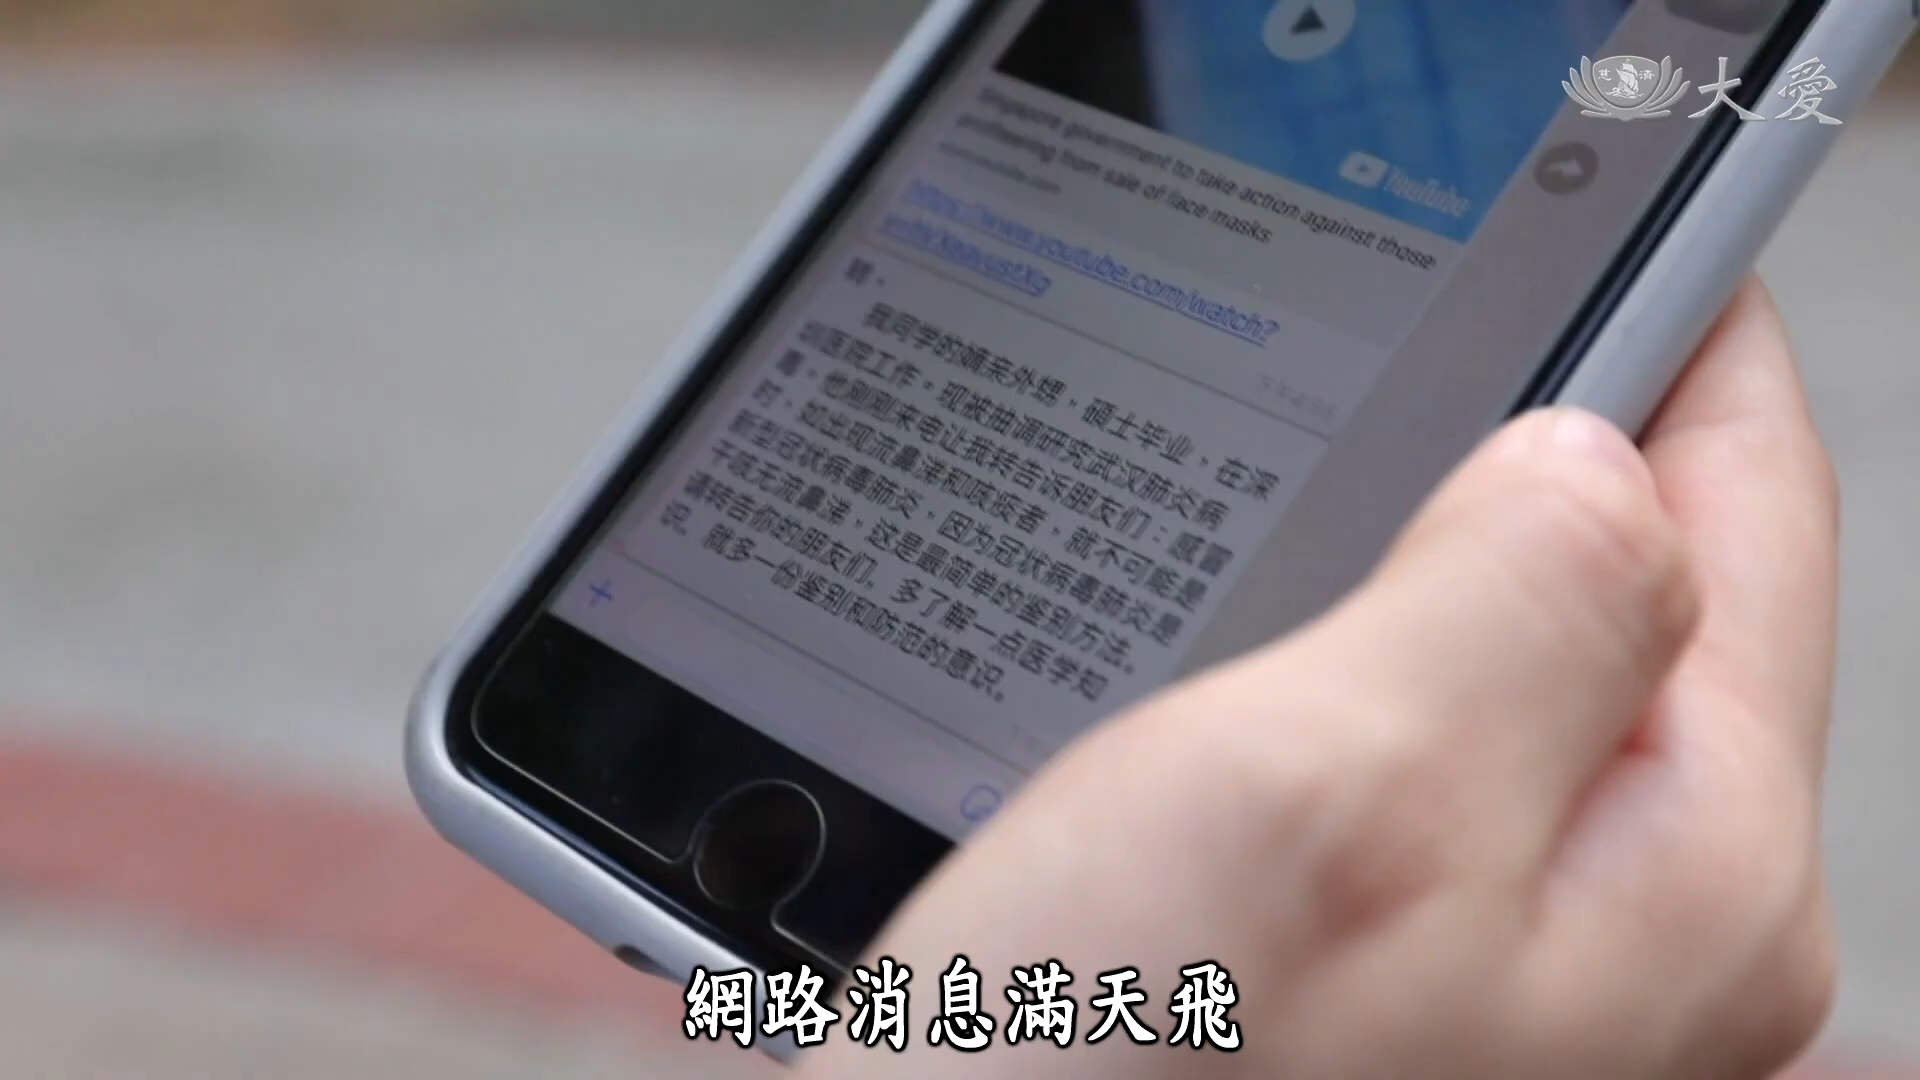 慈 濟
大愛
YouTube
Singapore government to take action against those
profiteering from sale of face masks
https://www.youtube.com/watch?
我同学的嫡亲外甥，硕士毕业，在深
圳医院工作，现被抽调研究武汉肺炎病
毒，也刚刚来电让我转告诉朋友们：感冒
时，如出现流鼻涕和咳痰者，就不可能是
新型冠状病毒肺炎，因为冠状病毒肺炎是
干咳无流鼻涕，这是最简单的鉴别方法。
请转告你的朋友们，多了解一点医学知
识，就多一份鉴别和防范的意识。
網路消息滿天飛